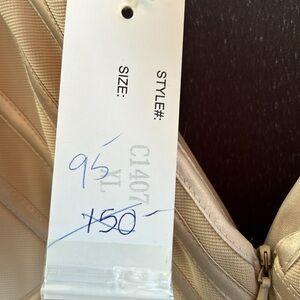 STYLE#: C1407
SIZE: XL
95-
150-